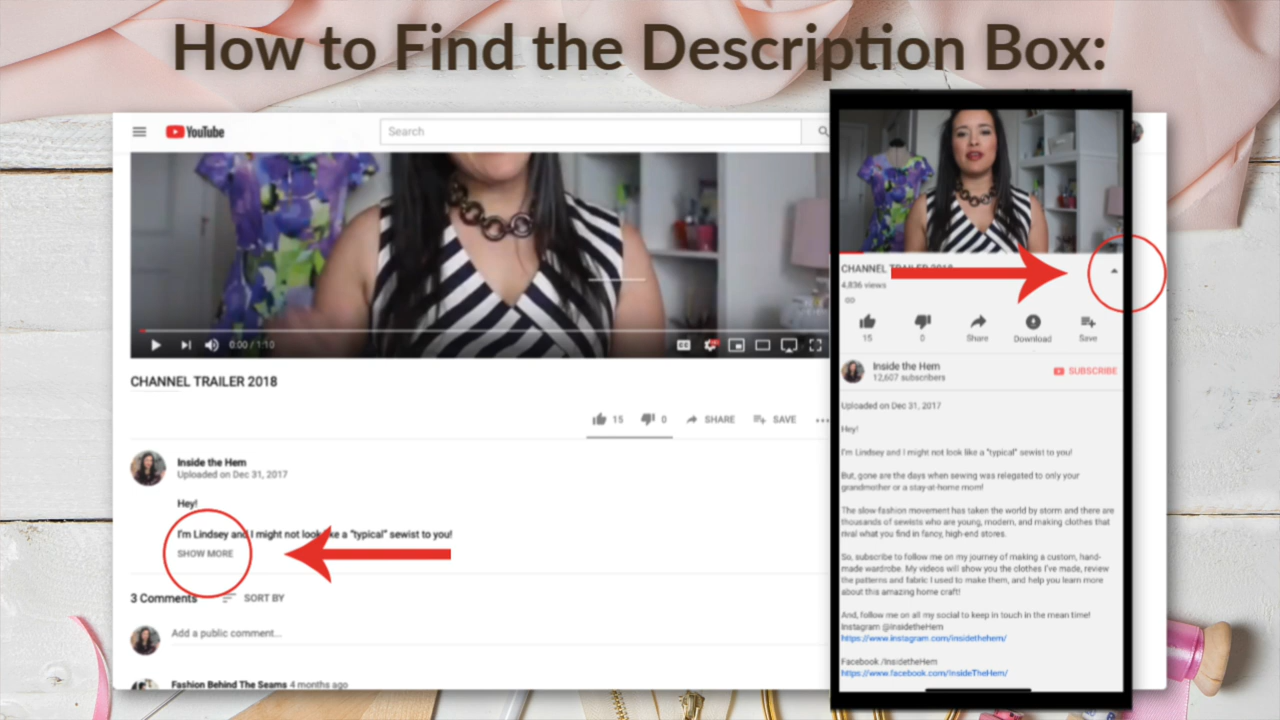 How to Find the Description Box:
YouTube
Search
0:00 / 1:10
CC
CHANNEL TRAILER 2018
15
0
SHARE
SAVE
Inside the Hem
Uploaded on Dec 31, 2017
Hey!
I'm Lindsey and I might not look like a "typical" sewist to you!
SHOW MORE
3 Comments
SORT BY
Add a public comment...
Fashion Behind The Seams 4 months ago
CHANNEL TRAILER 2018
4,836 views
15
0
Share
Download
Save
Inside the Hem
12,607 subscribers
SUBSCRIBE
Uploaded on Dec 31, 2017
Hey!
I'm Lindsey and I might not look like a "typical" sewist to you!
But, gone are the days when sewing was relegated to only your
grandmother or a stay-at-home mom!
The slow fashion movement has taken the world by storm and there are
thousands of sewists who are young, modern, and making clothes that
rival what you find in fancy, high-end stores.
So, subscribe to follow me on my journey of making a custom, hand-
made wardrobe. My videos will show you the clothes I've made, review
the patterns and fabric I used to make them, and help you learn more
about this amazing home craft!
And, follow me on all my social to keep in touch in the mean time!
Instagram @insidetheHem
https://www.instagram.com/insidethehem/
Facebook /InsidetheHem
https://www.facebook.com/InsideTheHem/